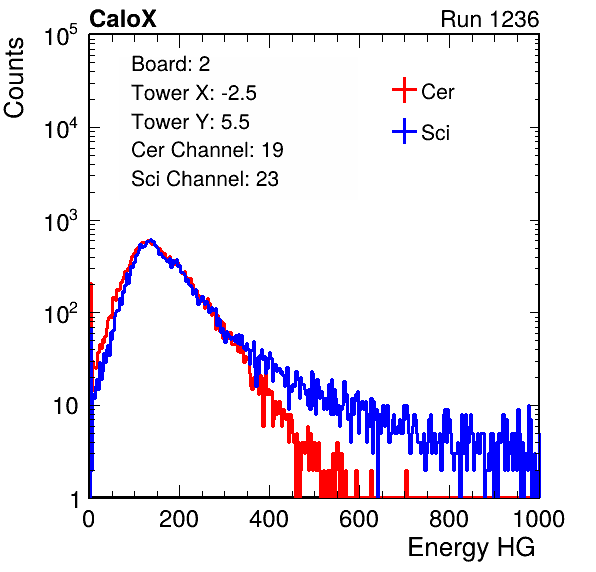 CaloX Run 1236
Counts
10^5
10^4
10^3
10^2
10
1
Board: 2
Tower X: -2.5
Tower Y: 5.5
Cer Channel: 19
Sci Channel: 23
Cer
Sci
0 200 400 600 800 1000
Energy HG